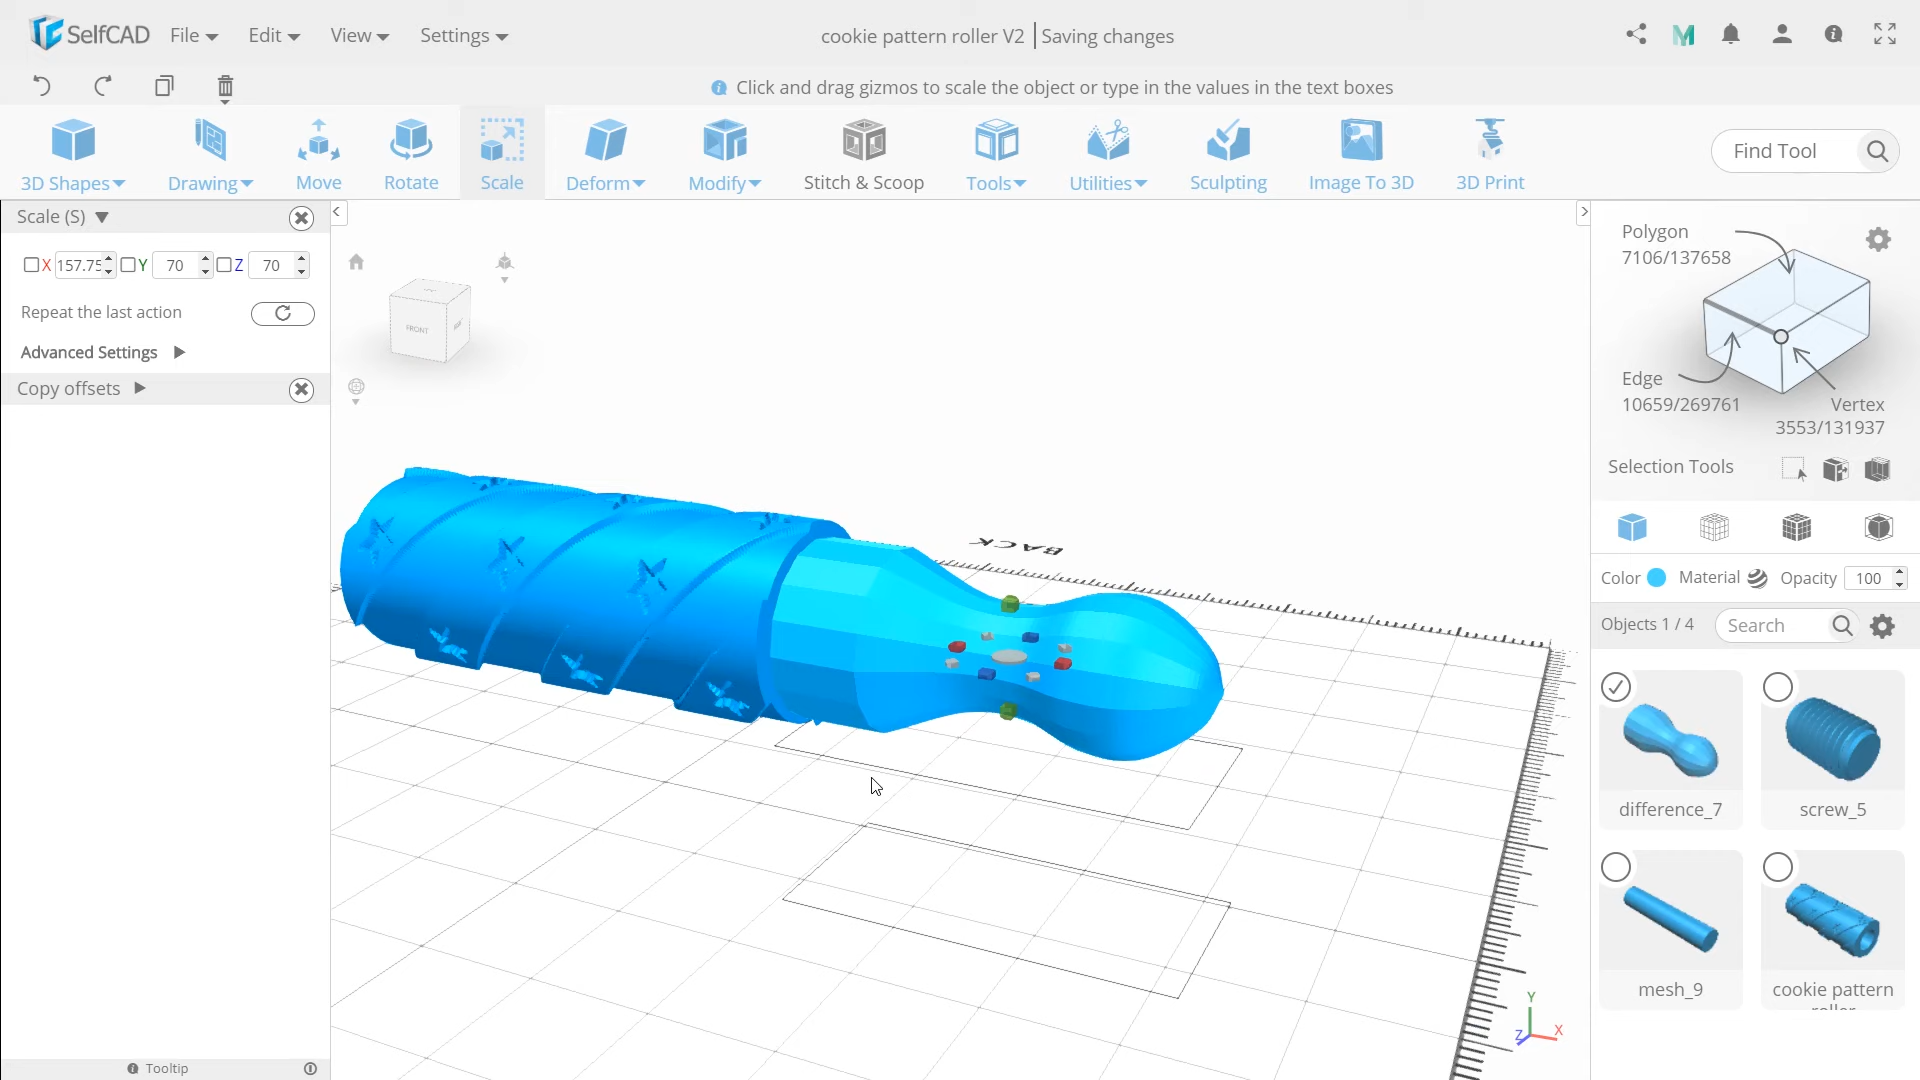 SelfCAD File Edit View Settings
cookie pattern roller V2 | Saving changes
Click and drag gizmos to scale the object or type in the values in the text boxes
3D Shapes Drawing Move Rotate Scale Deform Modify Stitch & Scoop Tools Utilities Sculpting Image To 3D 3D Print
Find Tool
Scale (S)
X 157.75 Y 70 Z 70
Repeat the last action
Advanced Settings
Copy offsets
Tooltip
FRONT
BACK
Y
Z X
Polygon
7106/137658
Edge
10659/269761
Vertex
3553/131937
Selection Tools
Color Material Opacity 100
Objects 1 / 4 Search
difference_7 screw_5
mesh_9 cookie pattern
roller